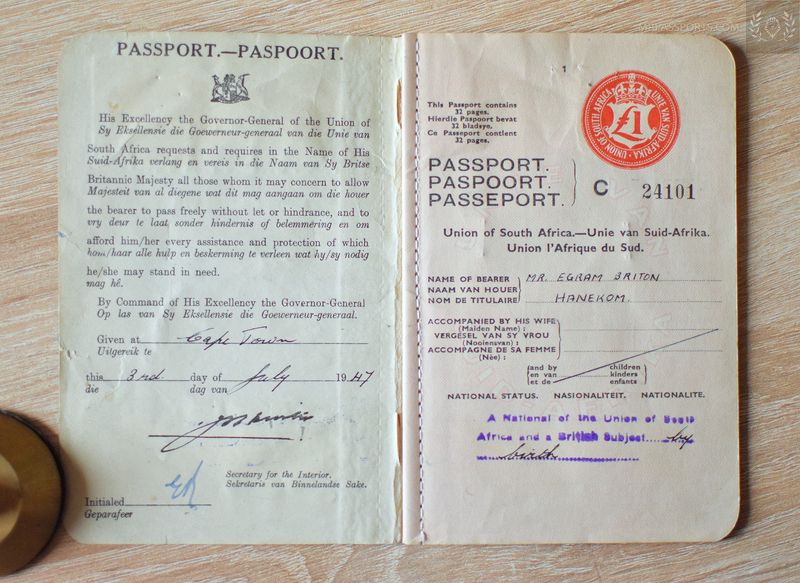 MJPASSPORTS.COM
PASSPORT.—PASPOORT.
His Excellency the Governor-General of the Union of
Sy Eksellensie die Goewerneur-generaal van die Unie van
South Africa requests and requires in the Name of His
Suid-Afrika verlang en vereis in die Naam van Sy Britse
Britannic Majesty all those whom it may concern to allow
Majesteit van al diegene wat dit mag aangaan om die houer
the bearer to pass freely without let or hindrance, and to
vry deur te laat sonder hindernis of belemmering en om
afford him/her every assistance and protection of which
hom/haar alle hulp en beskerming te verleen wat hy/sy nodig
he/she may stand in need.
mag hê.
By Command of His Excellency the Governor-General
Op las van Sy Eksellensie die Goewerneur-generaal.
Given at Cape Town
Uitgereik te
this 3rd day of July 1947
die dag van
Secretary for the Interior.
Sekretaris van Binnelandse Sake.
Initialed
Geparafeer
1
This Passport contains
32 pages.
Hierdie Paspoort bevat
32 bladsye.
Ce Passeport contient
32 pages.
UNION OF SOUTH AFRICA · UNIE VAN SUID-AFRIKA
£1
PASSPORT.
PASPOORT.
PASSEPORT.
C 24101
Union of South Africa.—Unie van Suid-Afrika.
Union l'Afrique du Sud.
NAME OF BEARER MR. EGRAM BRITON
NAAM VAN HOUER
NOM DE TITULAIRE HANEKOM.
ACCOMPANIED BY HIS WIFE
(Maiden Name) :
VERGESEL VAN SY VROU
(Nooiensvan) :
ACCOMPAGNE DE SA FEMME
(Née) :
and by children
en van kinders
et de enfants
NATIONAL STATUS. NASIONALITEIT. NATIONALITE.
A National of the Union of South
Africa and a British Subject by
birth